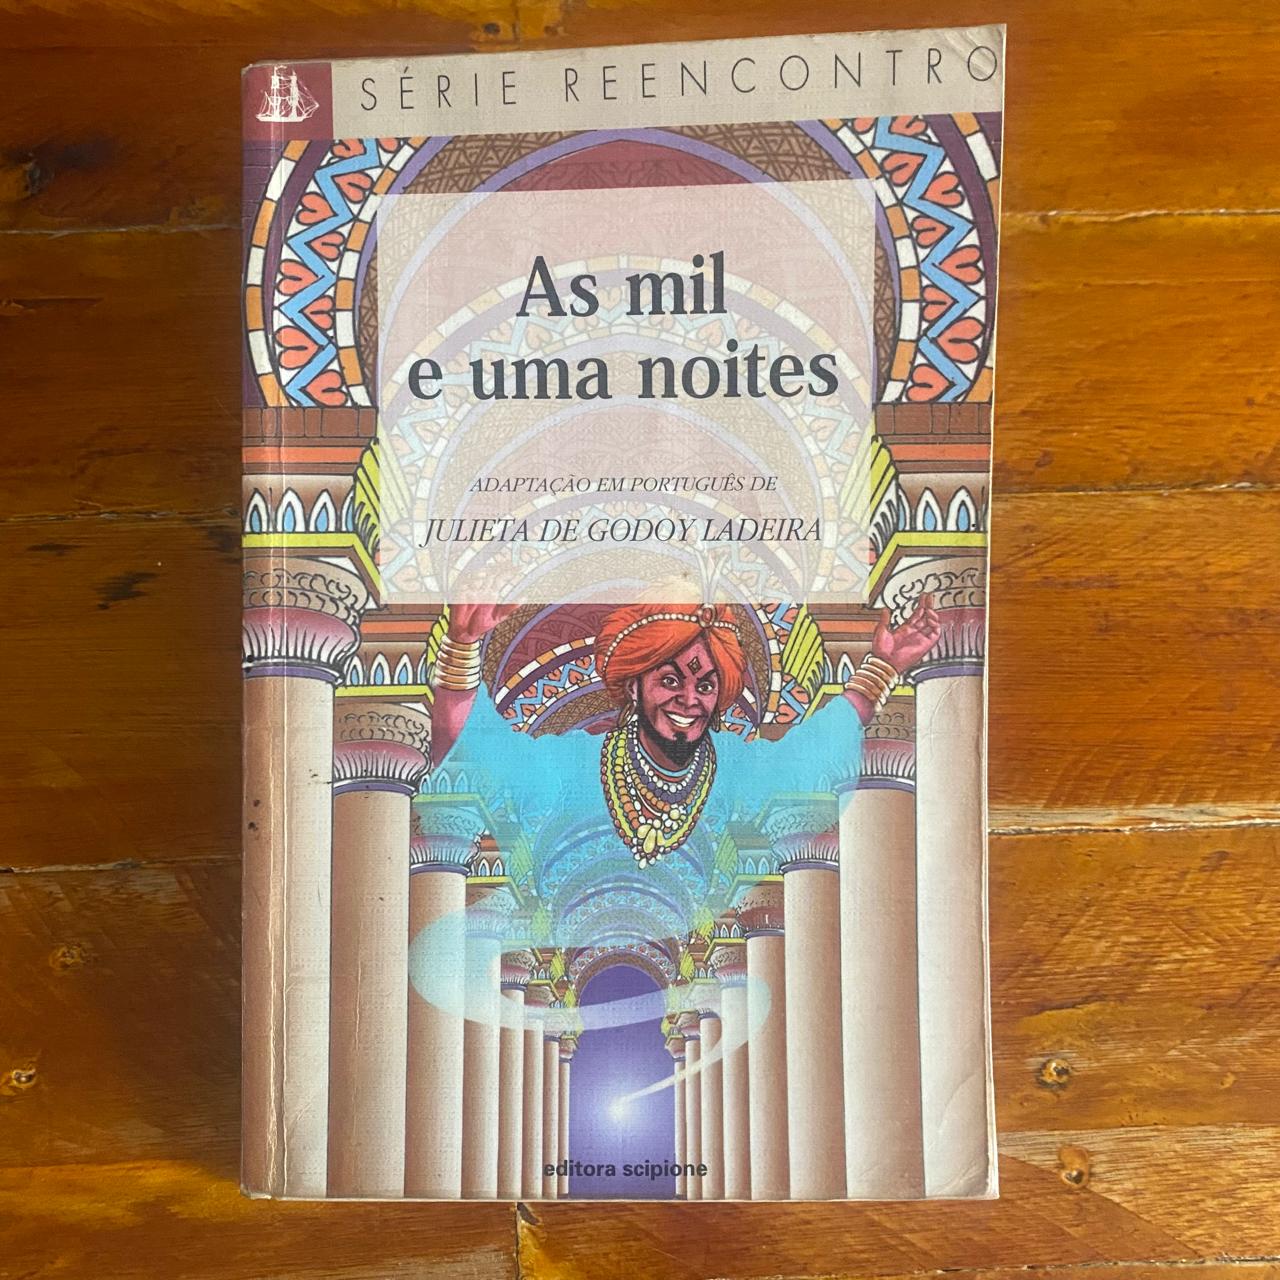 SÉRIE REENCONTRO
As mil
e uma noites
ADAPTAÇÃO EM PORTUGUÊS DE
JULIETA DE GODOY LADEIRA
editora scipione